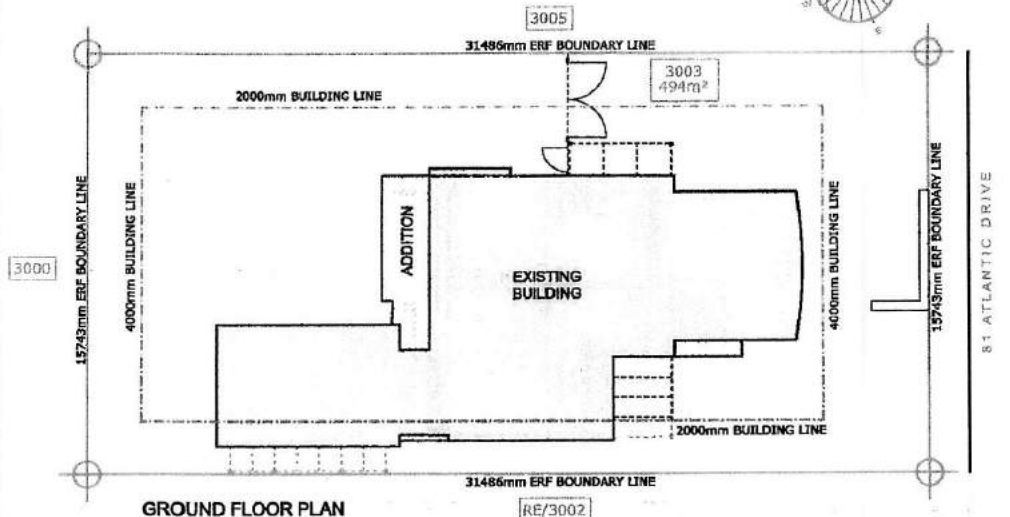 3005
31486mm ERF BOUNDARY LINE
3003
494m²
2000mm BUILDING LINE
15743mm ERF BOUNDARY LINE
4000mm BUILDING LINE
ADDITION
EXISTING
BUILDING
4000mm BUILDING LINE
15743mm ERF BOUNDARY LINE
81 ATLANTIC DRIVE
3000
2000mm BUILDING LINE
31486mm ERF BOUNDARY LINE
GROUND FLOOR PLAN
RE/3002